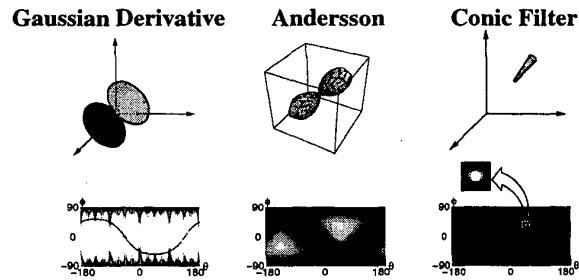 Gaussian Derivative Andersson Conic Filter
ϕ ϕ ϕ
90 90 90
0 0 0
-90 -90 -90
-180 0 180 θ -180 0 180 θ -180 0 180 θ